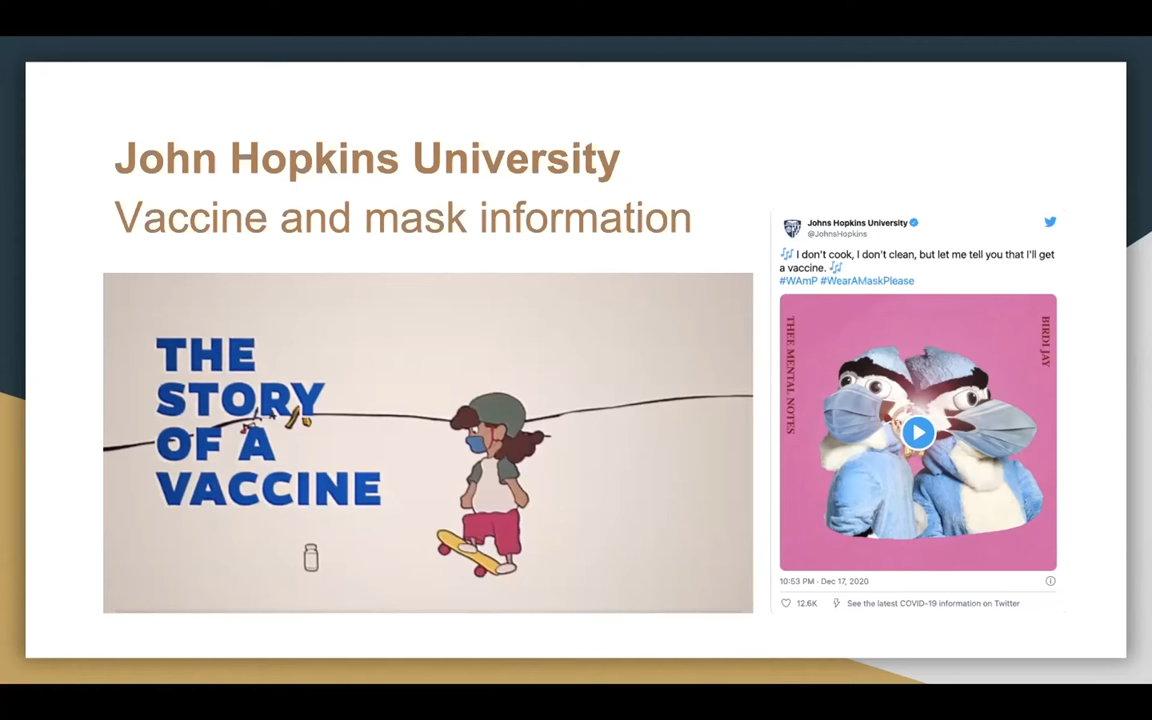 John Hopkins University
Vaccine and mask information
THE
STORY
OF A
VACCINE
Johns Hopkins University
@JohnsHopkins
🎶 I don't cook, I don't clean, but let me tell you that I'll get
a vaccine. 🎶
#WAmP #WearAMaskPlease
THEE MENTAL NOTES
BIRDI JAY
10:53 PM · Dec 17, 2020
12.6K
See the latest COVID-19 information on Twitter